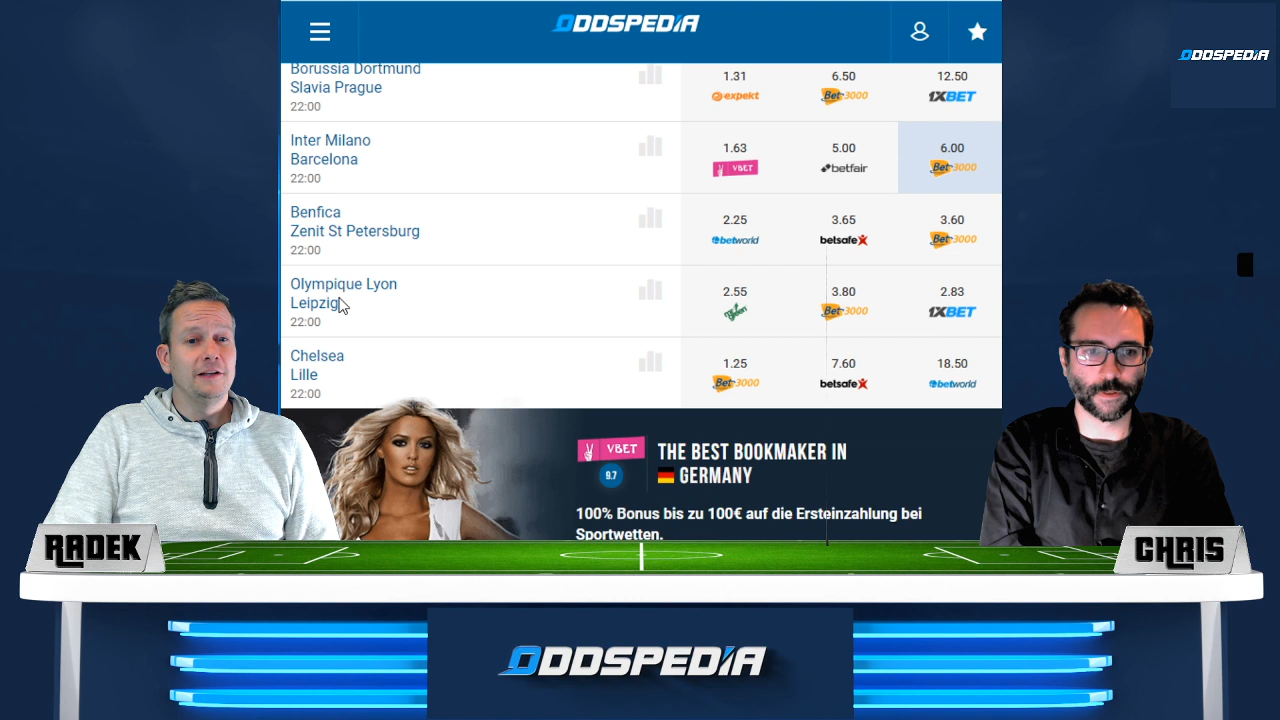 ODDSPEDIA
ODDSPEDIA
Borussia Dortmund
Slavia Prague
22:00
1.31 6.50 12.50
expekt Bet3000 1XBET
Inter Milano
Barcelona
22:00
1.63 5.00 6.00
VBET betfair Bet3000
Benfica
Zenit St Petersburg
22:00
2.25 3.65 3.60
betworld betsafe Bet3000
Olympique Lyon
Leipzig
22:00
2.55 3.80 2.83
mr green Bet3000 1XBET
Chelsea
Lille
22:00
1.25 7.60 18.50
Bet3000 betsafe betworld
VBET
9.7
THE BEST BOOKMAKER IN
GERMANY
100% Bonus bis zu 100€ auf die Ersteinzahlung bei
Sportwetten.
RADEK
CHRIS
ODDSPEDIA